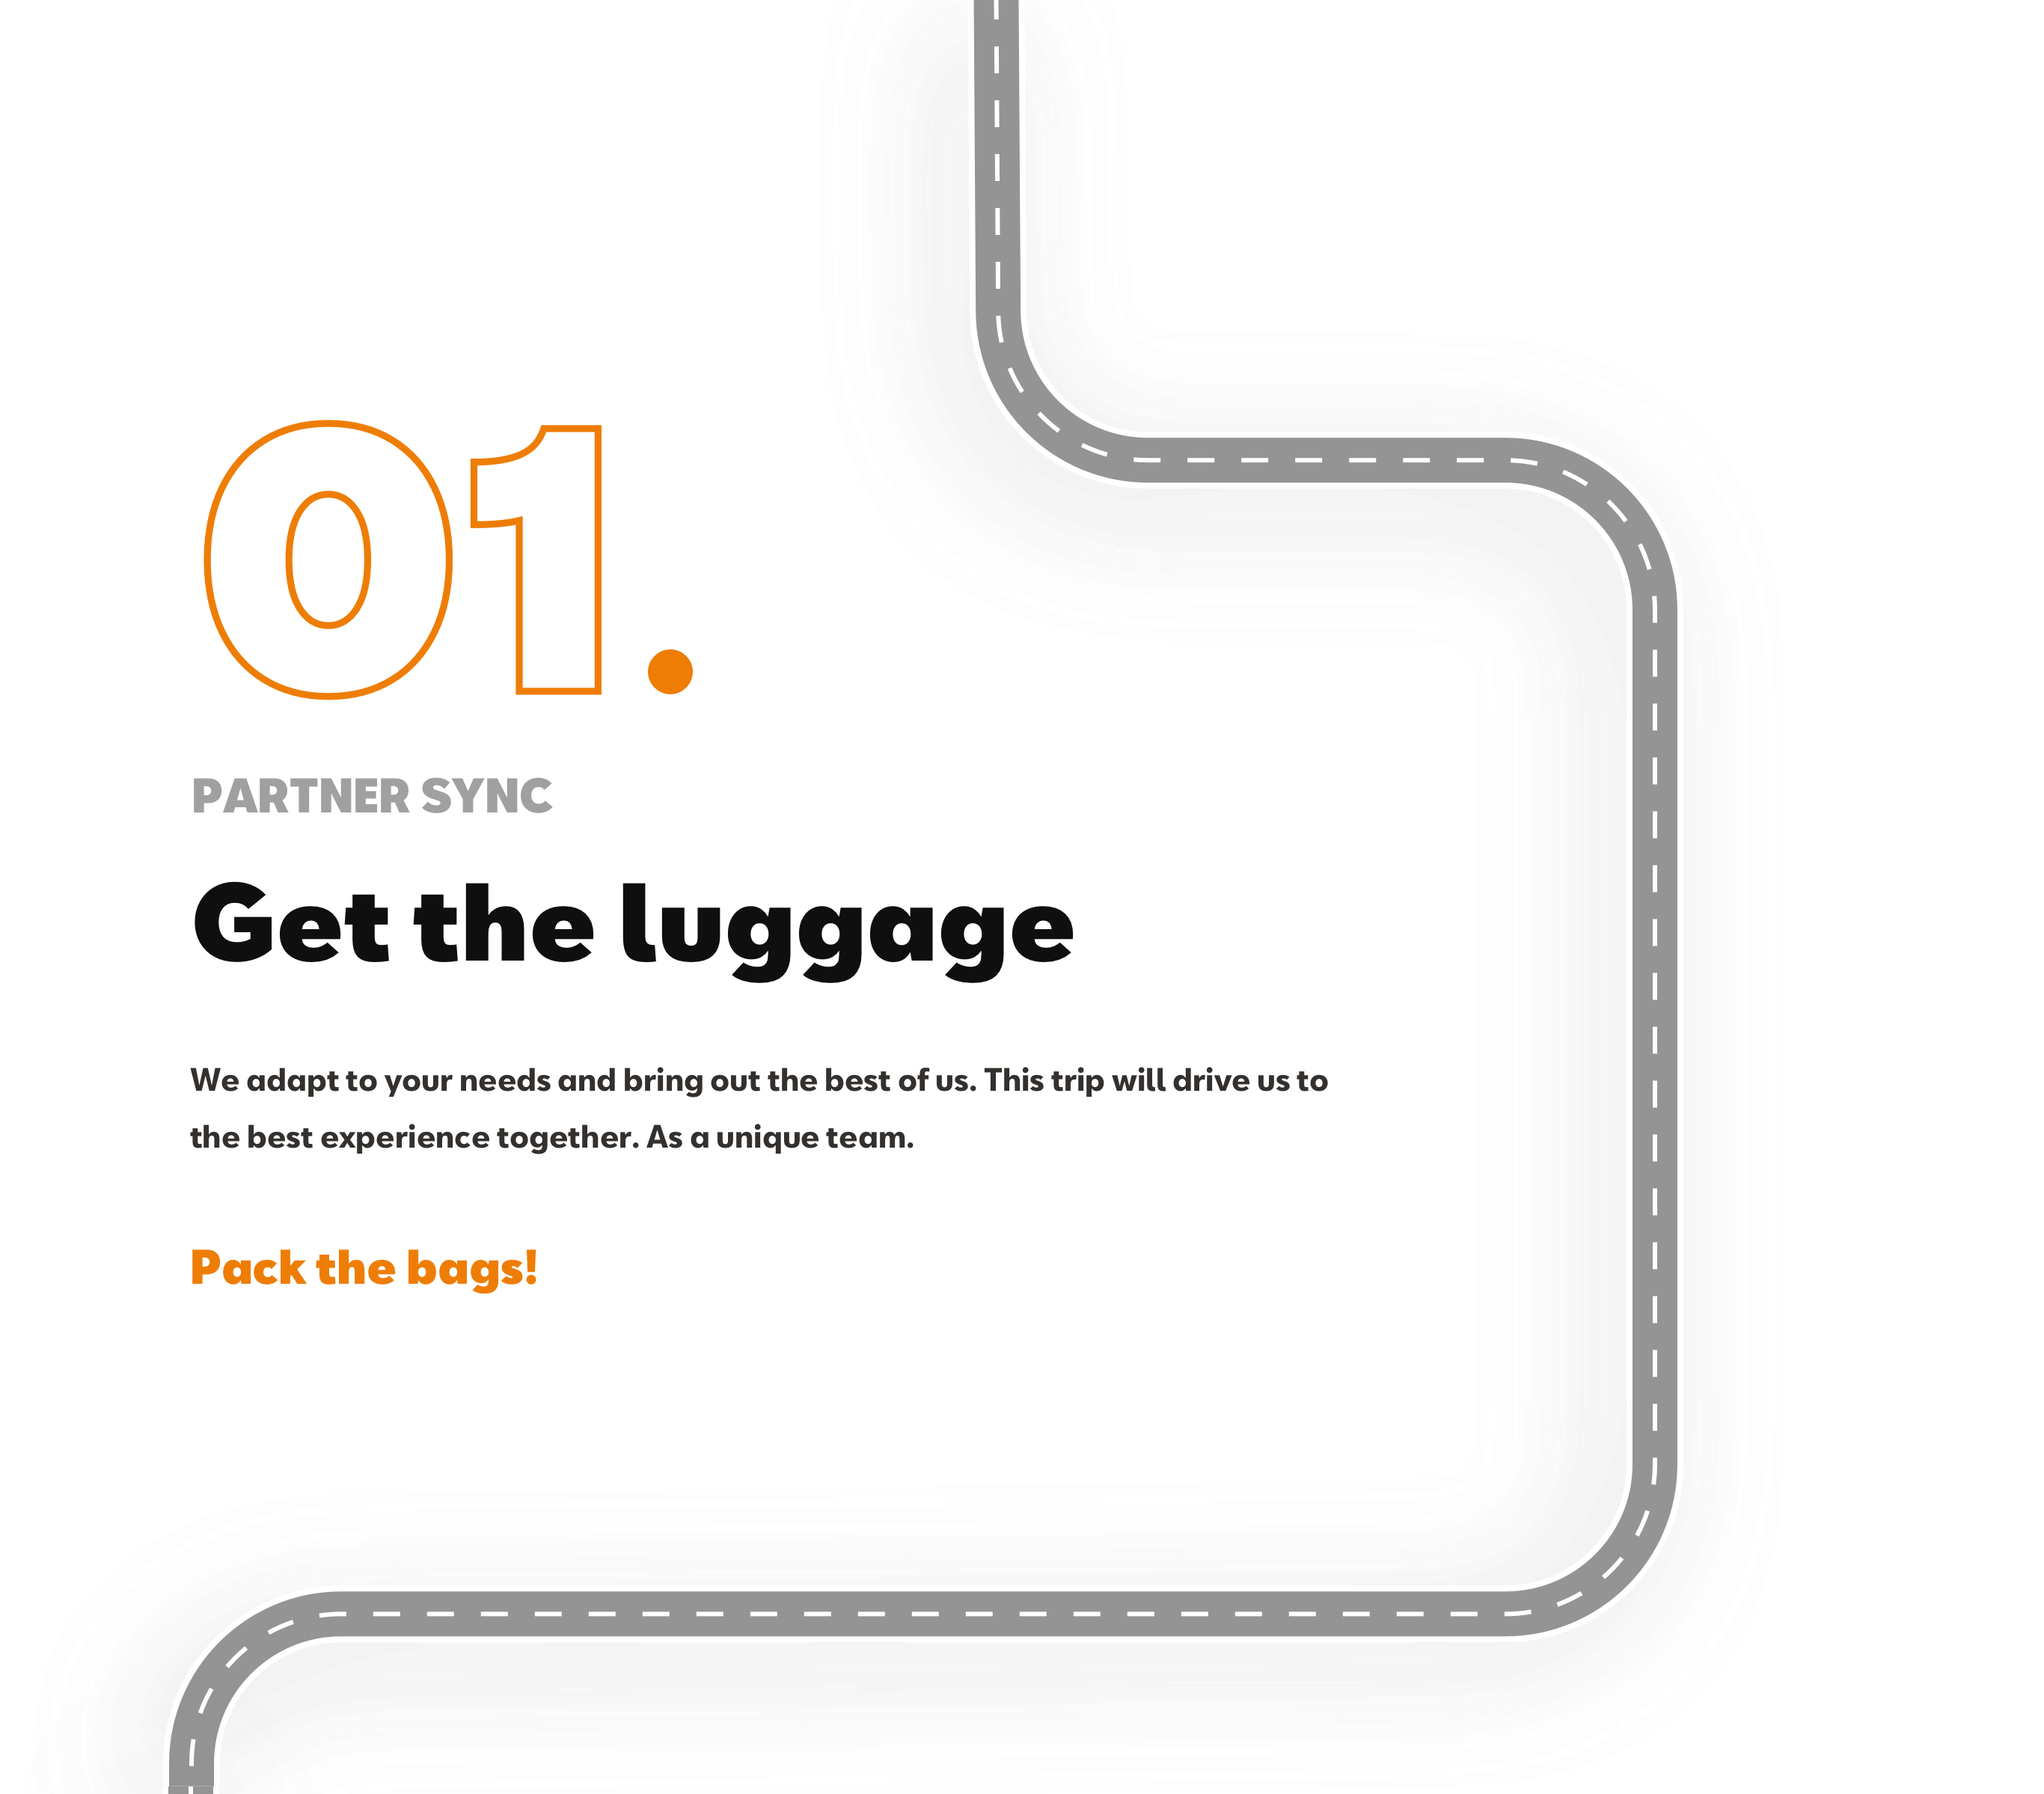 01.
PARTNER SYNC
Get the luggage
We adapt to your needs and bring out the best of us. This trip will drive us to
the best experience together. As a unique team.
Pack the bags!